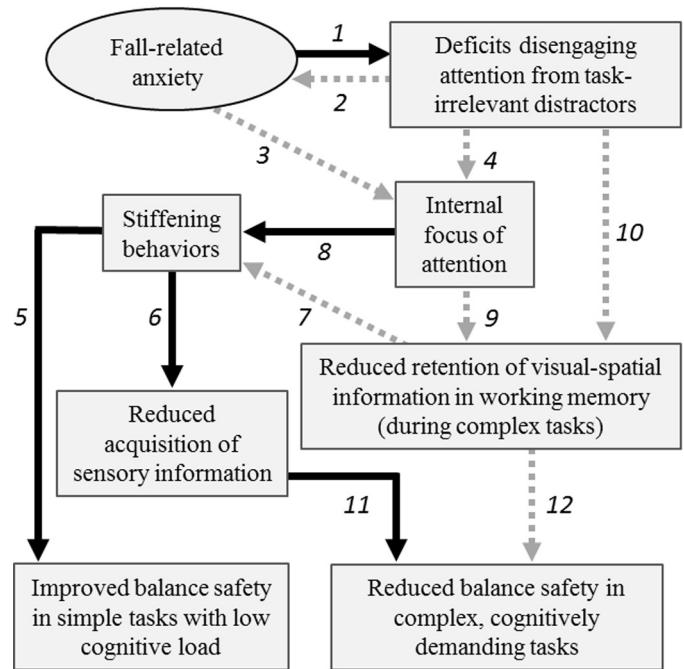 1
Fall-related
anxiety
Deficits disengaging
attention from task-
irrelevant distractors
2
3
4
Stiffening
behaviors
Internal
focus of
attention
10
8
5
6
7
9
Reduced retention of visual-spatial
information in working memory
(during complex tasks)
Reduced
acquisition of
sensory information
11
12
Improved balance safety
in simple tasks with low
cognitive load
Reduced balance safety in
complex, cognitively
demanding tasks